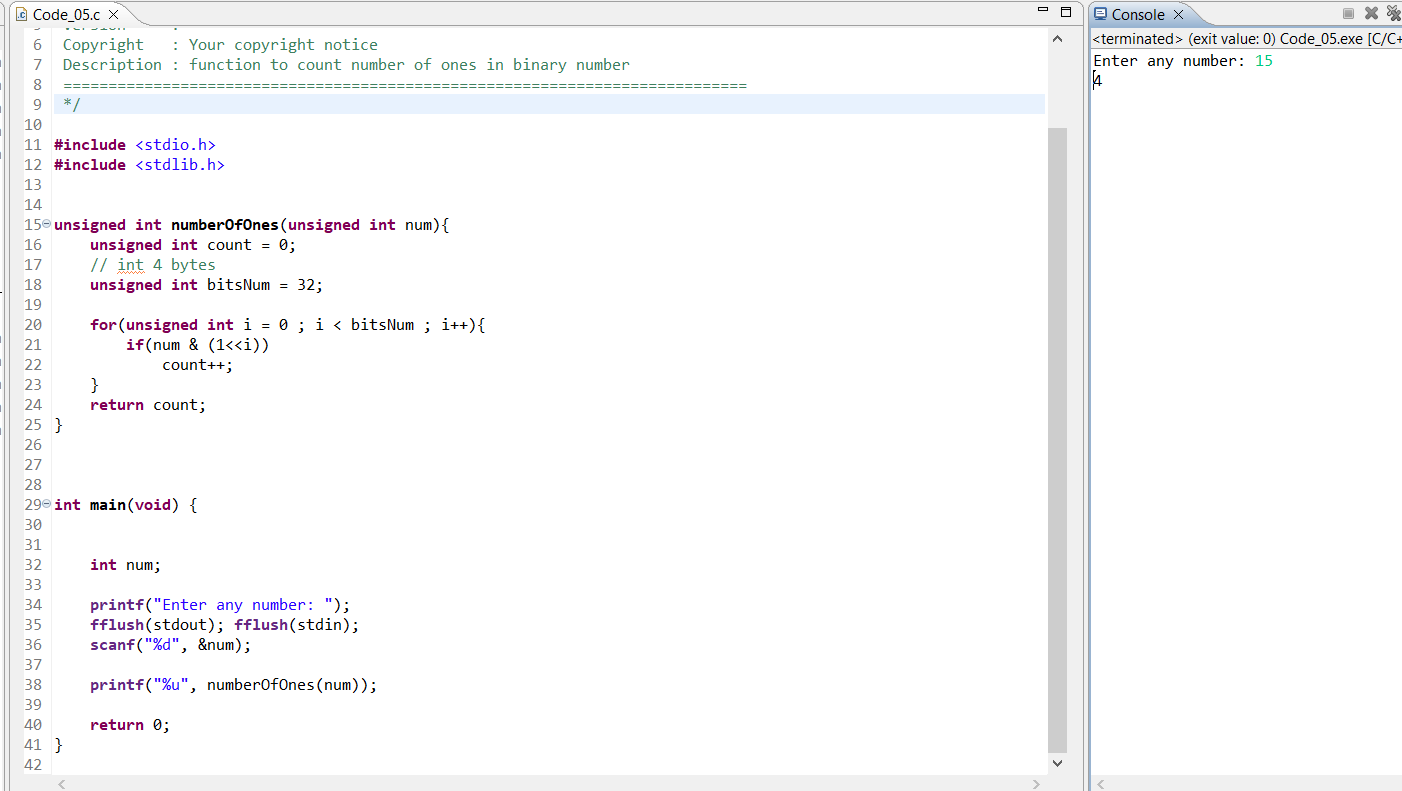 Code_05.c
6 Copyright   : Your copyright notice
7 Description : function to count number of ones in binary number
8 ============================================================================
9 */
10
11 #include <stdio.h>
12 #include <stdlib.h>
13
14
15 unsigned int numberOfOnes(unsigned int num){
16     unsigned int count = 0;
17     // int 4 bytes
18     unsigned int bitsNum = 32;
19
20     for(unsigned int i = 0 ; i < bitsNum ; i++){
21         if(num & (1<<i))
22             count++;
23     }
24     return count;
25 }
26
27
28
29 int main(void) {
30
31
32     int num;
33
34     printf("Enter any number: ");
35     fflush(stdout); fflush(stdin);
36     scanf("%d", &num);
37
38     printf("%u", numberOfOnes(num));
39
40     return 0;
41 }
42
Console
<terminated> (exit value: 0) Code_05.exe [C/C+
Enter any number: 15
4